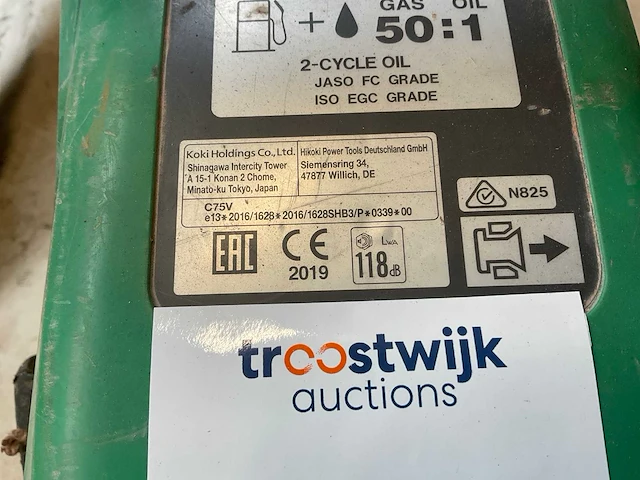 GAS OIL
50:1
2-CYCLE OIL
JASO FC GRADE
ISO EGC GRADE
Koki Holdings Co., Ltd.
Shinagawa Intercity Tower
A 15-1 Konan 2 Chome,
Minato-ku Tokyo, Japan
Hikoki Power Tools Deutschland GmbH
Siemensring 34,
47877 Willich, DE
C75V
e13*2016/1628*2016/1628SHB3/P*0339*00
EAC
CE
2019
LWA
118dB
N825
troostwijk
auctions